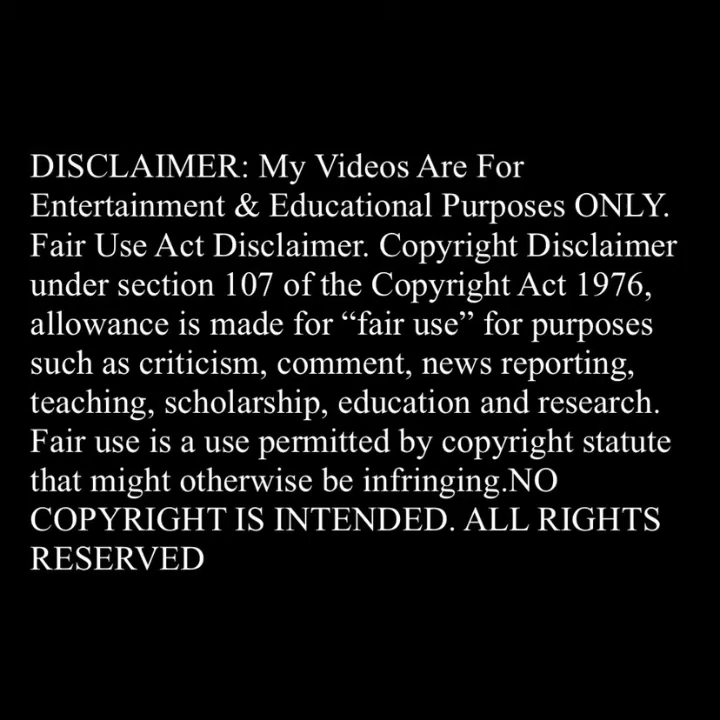 DISCLAIMER: My Videos Are For
Entertainment & Educational Purposes ONLY.
Fair Use Act Disclaimer. Copyright Disclaimer
under section 107 of the Copyright Act 1976,
allowance is made for “fair use” for purposes
such as criticism, comment, news reporting,
teaching, scholarship, education and research.
Fair use is a use permitted by copyright statute
that might otherwise be infringing.NO
COPYRIGHT IS INTENDED. ALL RIGHTS
RESERVED